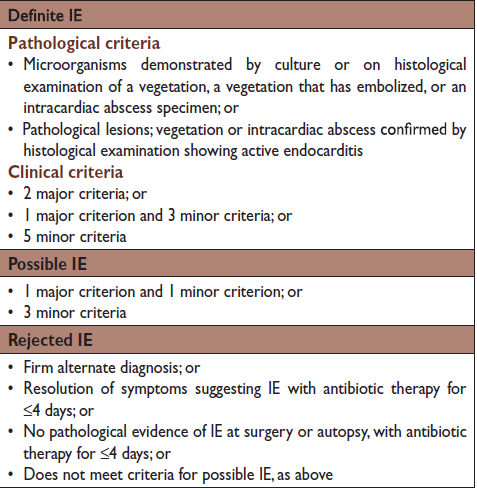 Definite IE
Pathological criteria
• Microorganisms demonstrated by culture or on histological
examination of a vegetation, a vegetation that has embolized, or an
intracardiac abscess specimen; or
• Pathological lesions; vegetation or intracardiac abscess confirmed by
histological examination showing active endocarditis
Clinical criteria
• 2 major criteria; or
• 1 major criterion and 3 minor criteria; or
• 5 minor criteria
Possible IE
• 1 major criterion and 1 minor criterion; or
• 3 minor criteria
Rejected IE
• Firm alternate diagnosis; or
• Resolution of symptoms suggesting IE with antibiotic therapy for
≤4 days; or
• No pathological evidence of IE at surgery or autopsy, with antibiotic
therapy for ≤4 days; or
• Does not meet criteria for possible IE, as above